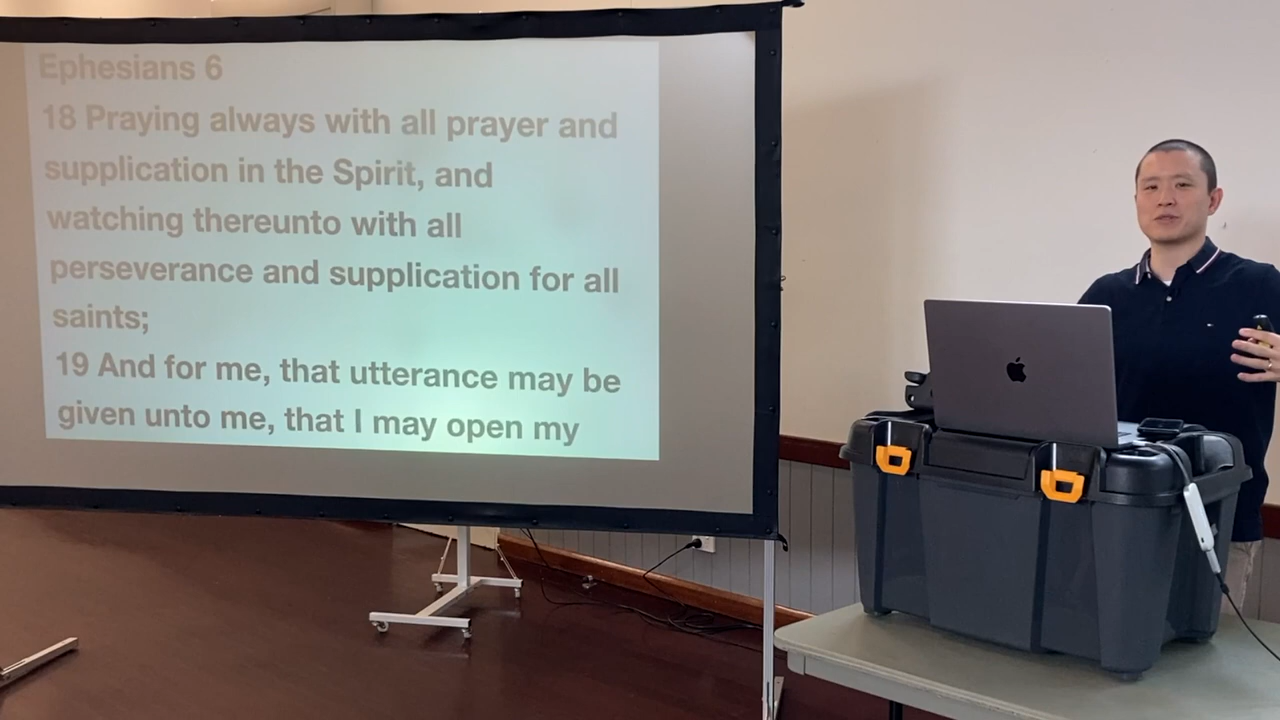 Ephesians 6
18 Praying always with all prayer and
supplication in the Spirit, and
watching thereunto with all
perseverance and supplication for all
saints;
19 And for me, that utterance may be
given unto me, that I may open my